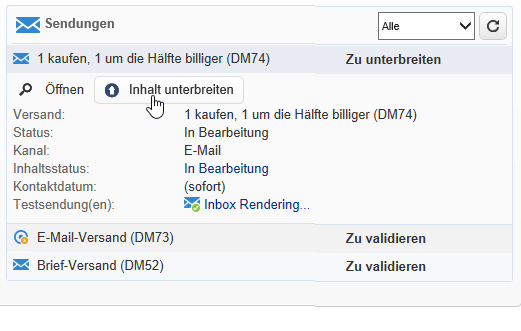 Sendungen Alle
1 kaufen, 1 um die Hälfte billiger (DM74) Zu unterbreiten
Öffnen Inhalt unterbreiten
Versand: 1 kaufen, 1 um die Hälfte billiger (DM74)
Status: In Bearbeitung
Kanal: E-Mail
Inhaltsstatus: In Bearbeitung
Kontaktdatum: (sofort)
Testsendung(en): Inbox Rendering...
E-Mail-Versand (DM73) Zu validieren
Brief-Versand (DM52) Zu validieren